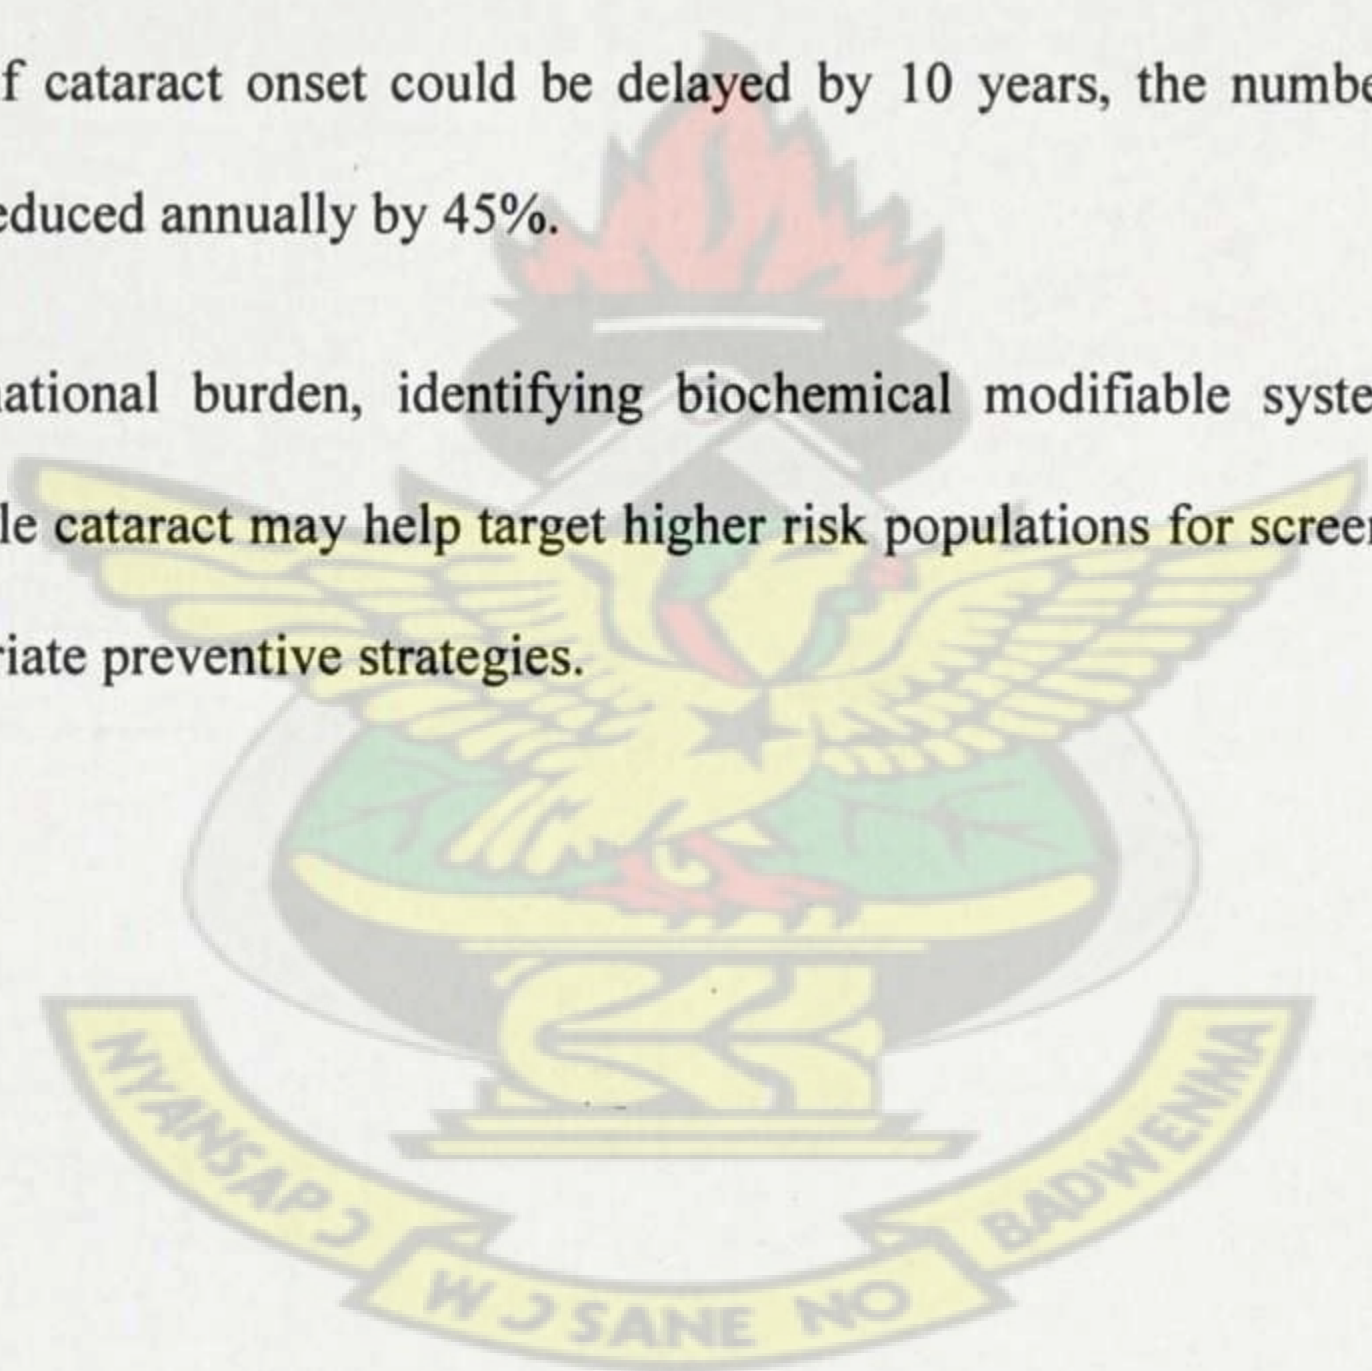 f cataract onset could be delayed by 10 years, the numbe
educed annually by 45%.
ational burden, identifying biochemical modifiable syste
le cataract may help target higher risk populations for screen
riate preventive strategies.
NYANSAPƆ
WƆSANE NO
BADWENMA